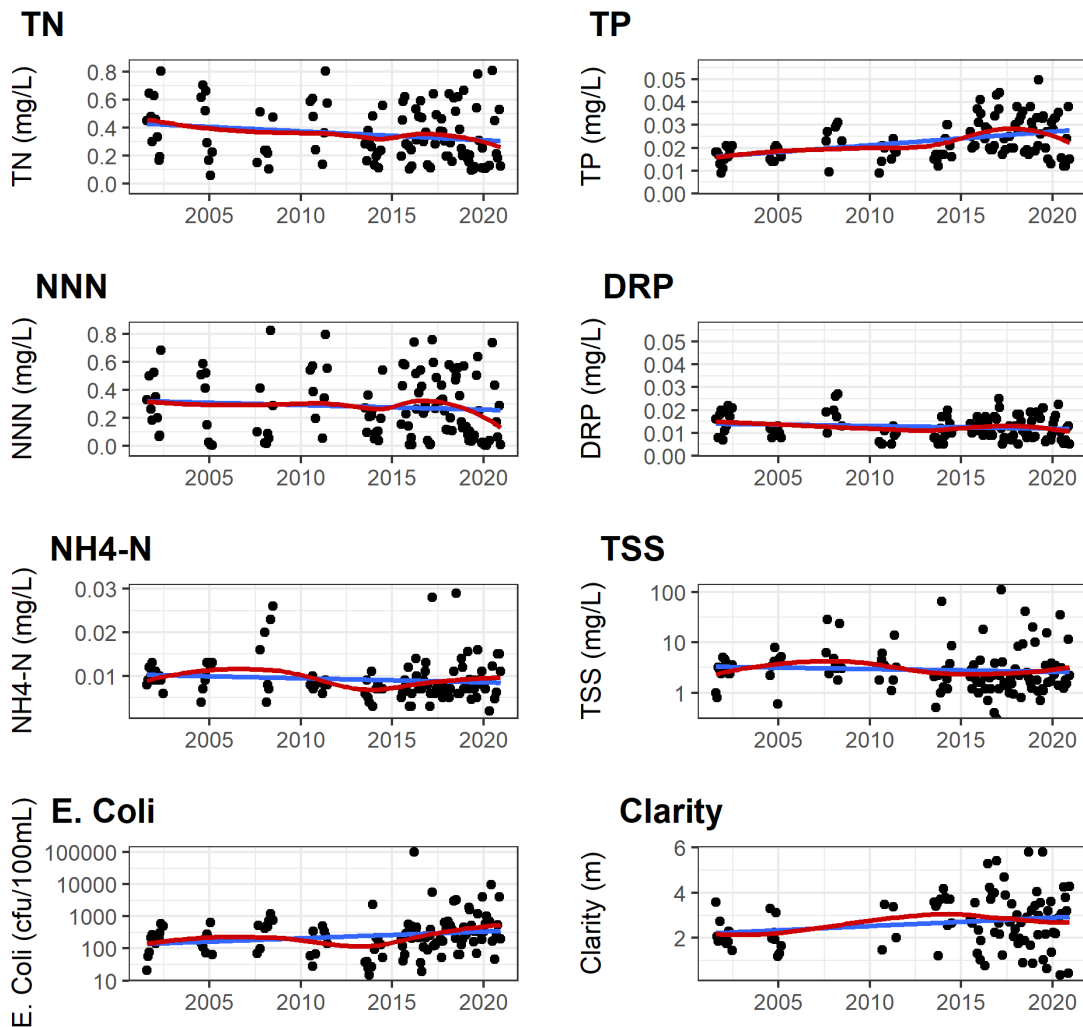 TN
TN (mg/L)
0.8
0.6
0.4
0.2
0.0
2005 2010 2015 2020
TP
TP (mg/L)
0.05
0.04
0.03
0.02
0.01
0.00
2005 2010 2015 2020
NNN
NNN (mg/L)
0.8
0.6
0.4
0.2
0.0
2005 2010 2015 2020
DRP
DRP (mg/L)
0.05
0.04
0.03
0.02
0.01
0.00
2005 2010 2015 2020
NH4-N
NH4-N (mg/L)
0.03
0.02
0.01
2005 2010 2015 2020
TSS
TSS (mg/L)
100
10
1
2005 2010 2015 2020
E. Coli
E. Coli (cfu/100mL)
100000
10000
1000
100
10
2005 2010 2015 2020
Clarity
Clarity (m)
6
4
2
2005 2010 2015 2020